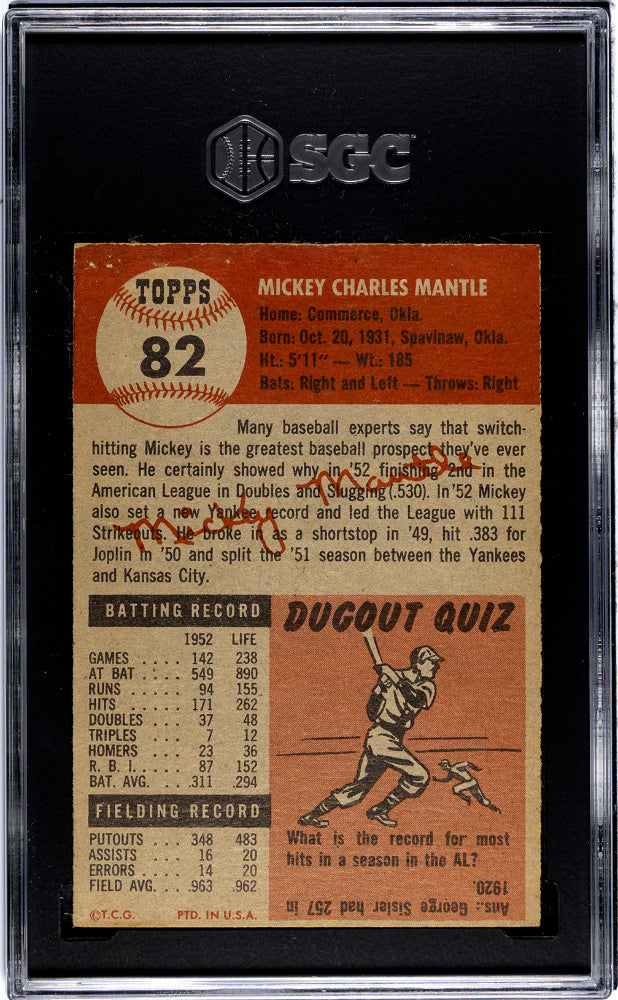 SGC
TOPPS
82
MICKEY CHARLES MANTLE
Home: Commerce, Okla.
Born: Oct. 20, 1931, Spavinaw, Okla.
Ht.: 5'11" — Wt.: 185
Bats: Right and Left — Throws: Right
Many baseball experts say that switch-
hitting Mickey is the greatest baseball prospect they've ever
seen. He certainly showed why in '52 finishing 2nd in the
American League in Doubles and Slugging (.530). In '52 Mickey
also set a new Yankee record and led the League with 111
Strikeouts. He broke in as a shortstop in '49, hit .383 for
Joplin in '50 and split the '51 season between the Yankees
and Kansas City.
Mickey Mantle
BATTING RECORD
1952 LIFE
GAMES .... 142 238
AT BAT .... 549 890
RUNS .... 94 155
HITS .... 171 262
DOUBLES .. 37 48
TRIPLES ... 7 12
HOMERS ... 23 36
R. B. I. .... 87 152
BAT. AVG. ... .311 .294
FIELDING RECORD
PUTOUTS .. 348 483
ASSISTS ... 16 20
ERRORS ... 14 20
FIELD AVG. . .963 .962
©T.C.G. PTD. IN U.S.A.
DUGOUT QUIZ
What is the record for most
hits in a season in the AL?
Ans.: George Sisler had 257 in
1920.